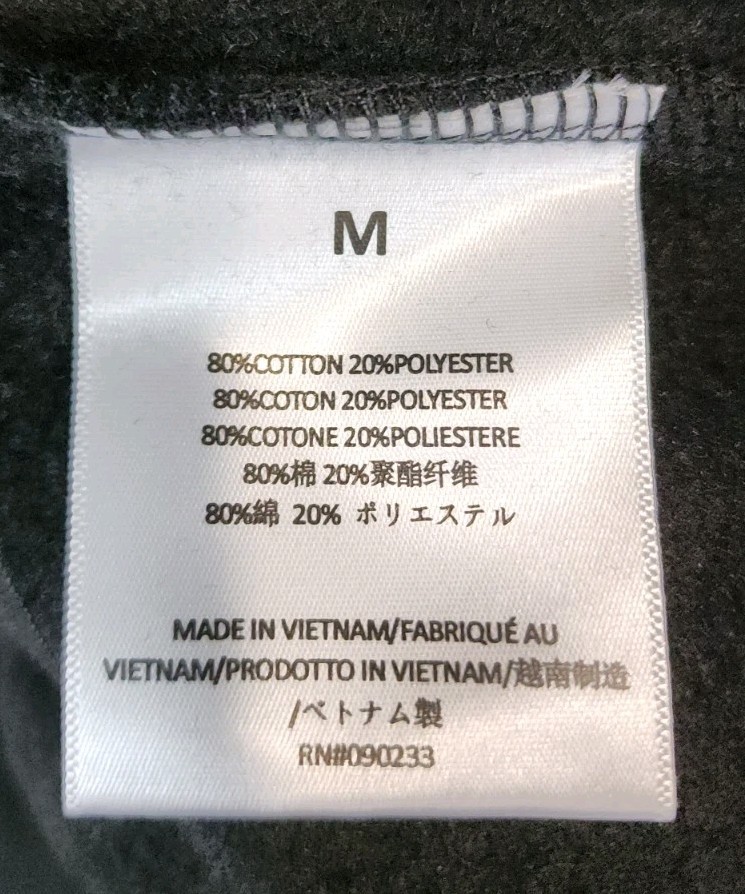 M
80%COTTON 20%POLYESTER
80%COTON 20%POLYESTER
80%COTONE 20%POLIESTERE
80%棉 20%聚酯纤维
80%綿 20% ポリエステル
MADE IN VIETNAM/FABRIQUÉ AU
VIETNAM/PRODOTTO IN VIETNAM/越南制造
/ベトナム製
RN#090233